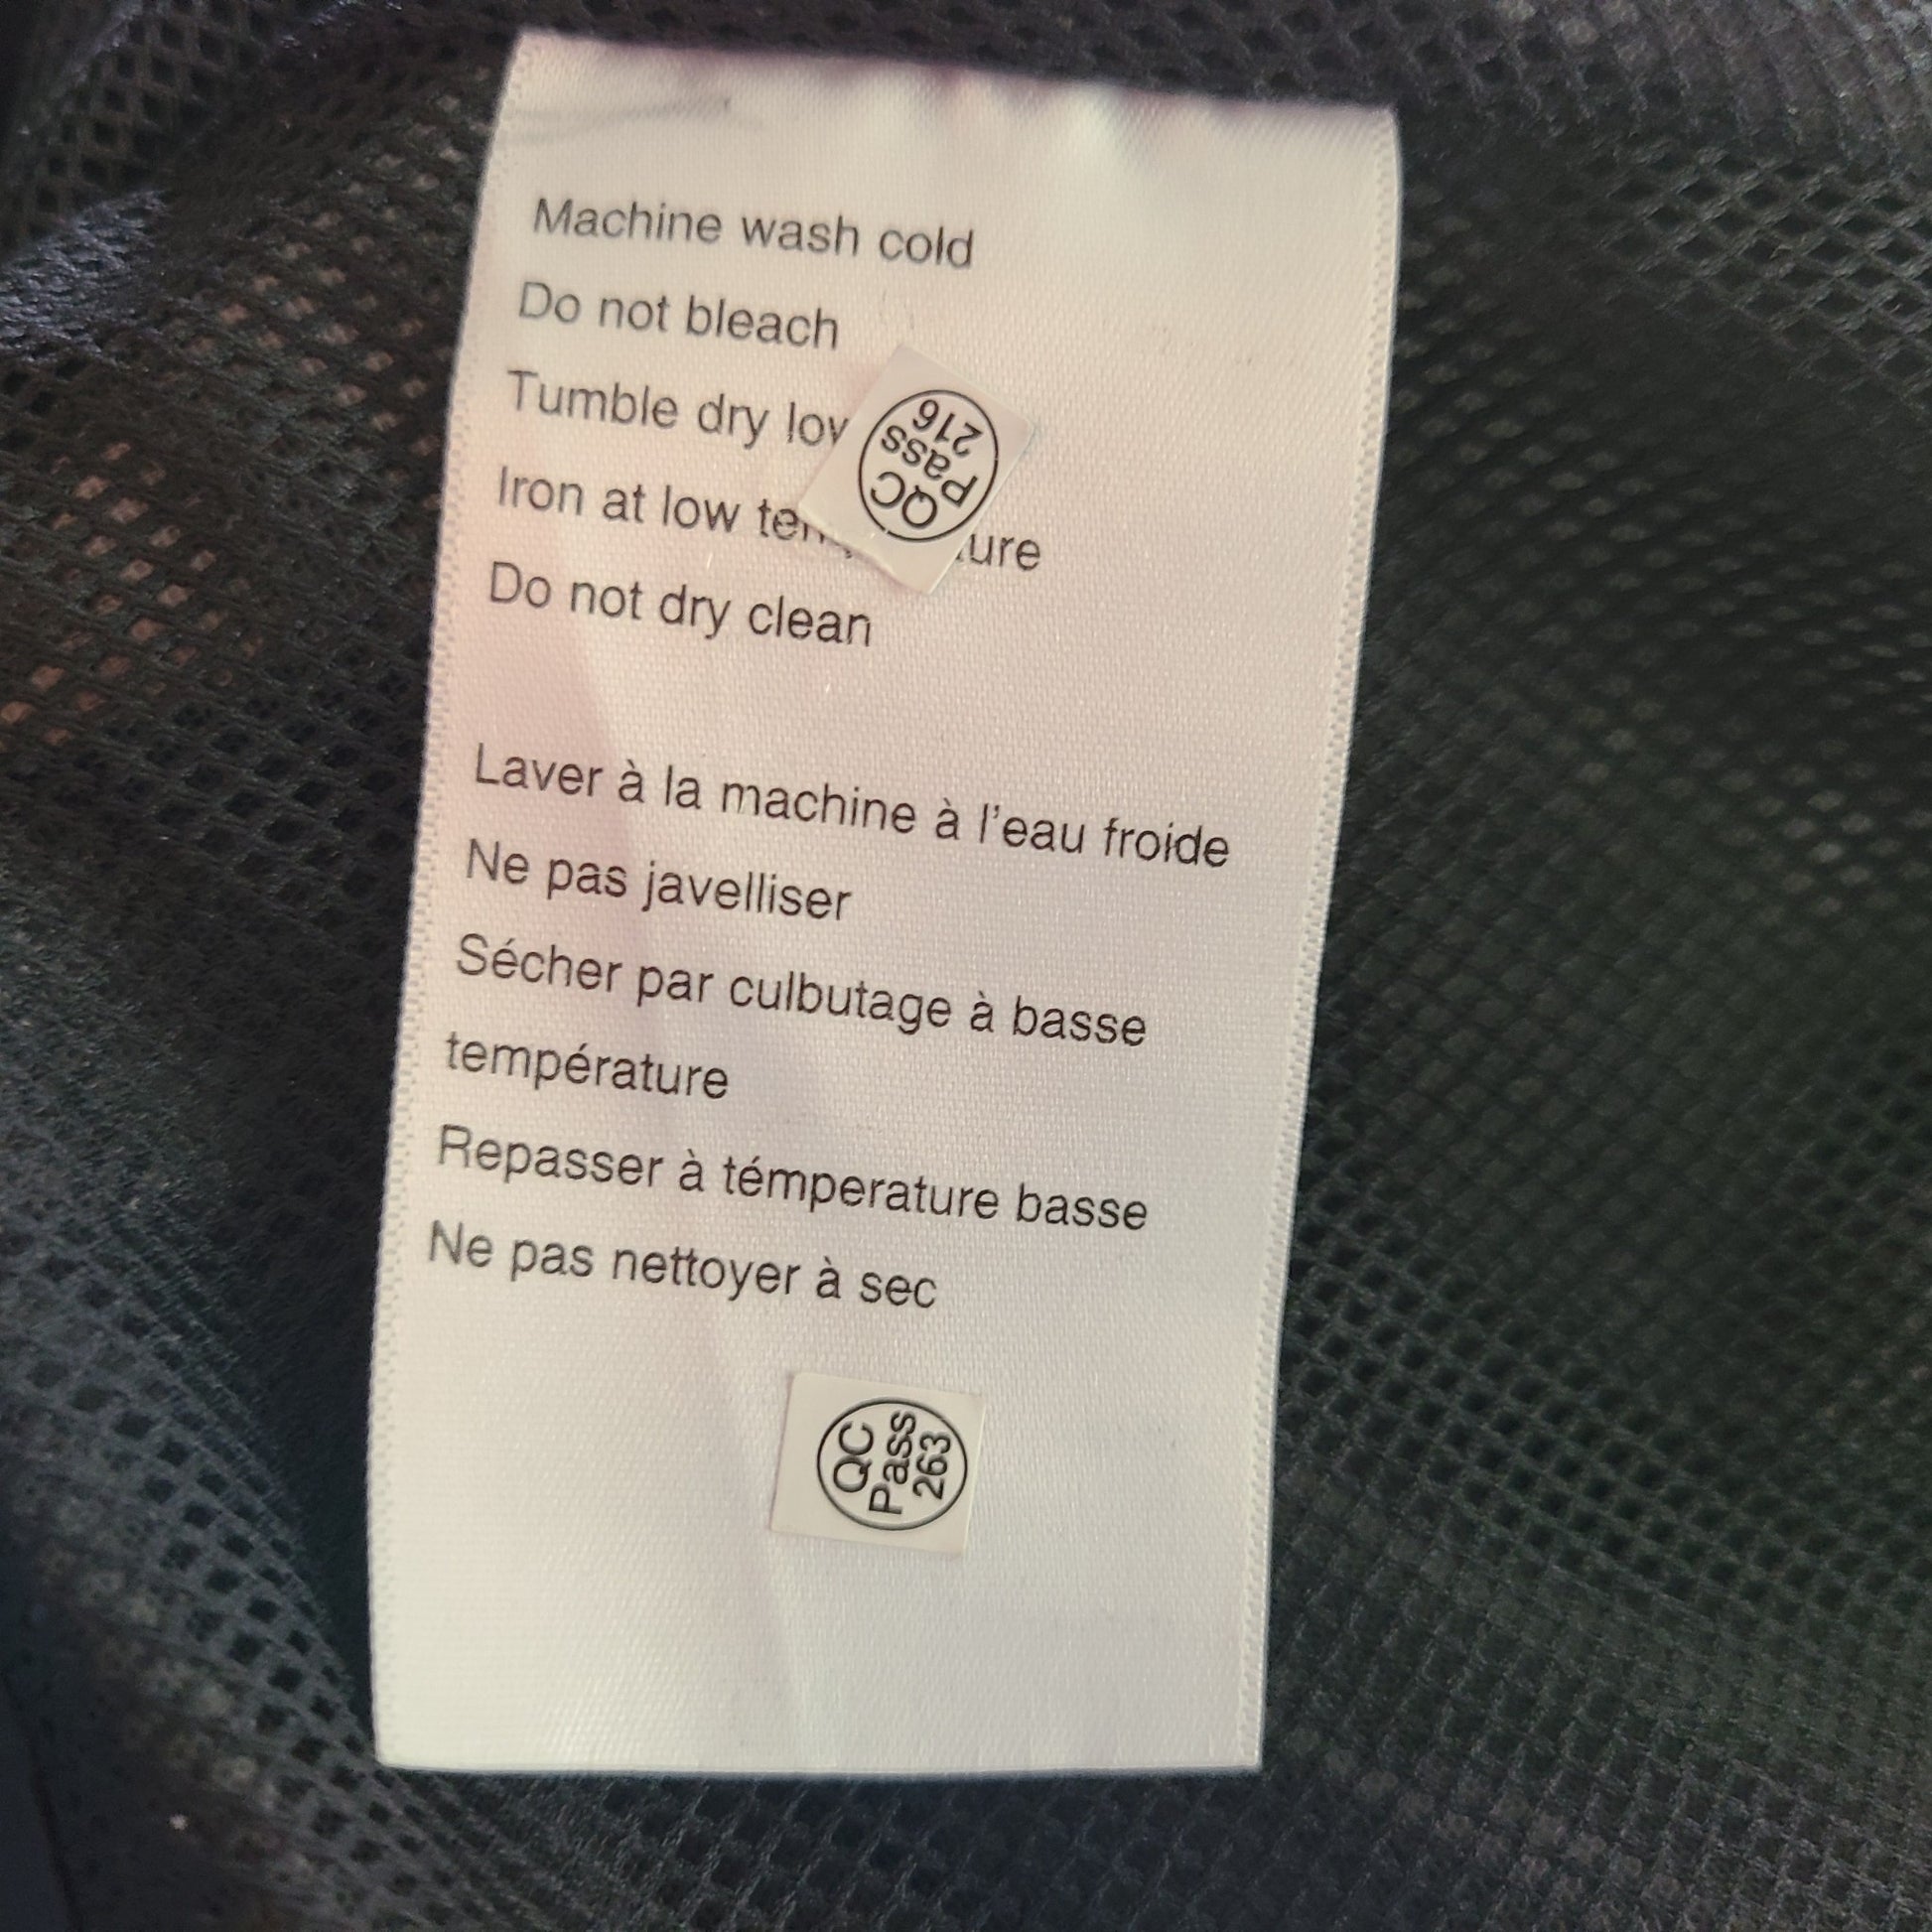 Machine wash cold
Do not bleach
Tumble dry
Iron at low
Do not dry clean
QC
Pass
216
Laver à la machine à l'eau froide
Ne pas javelliser
Sécher par culbutage à basse
température
Repasser à témperature basse
Ne pas nettoyer à sec
QC
Pass
263